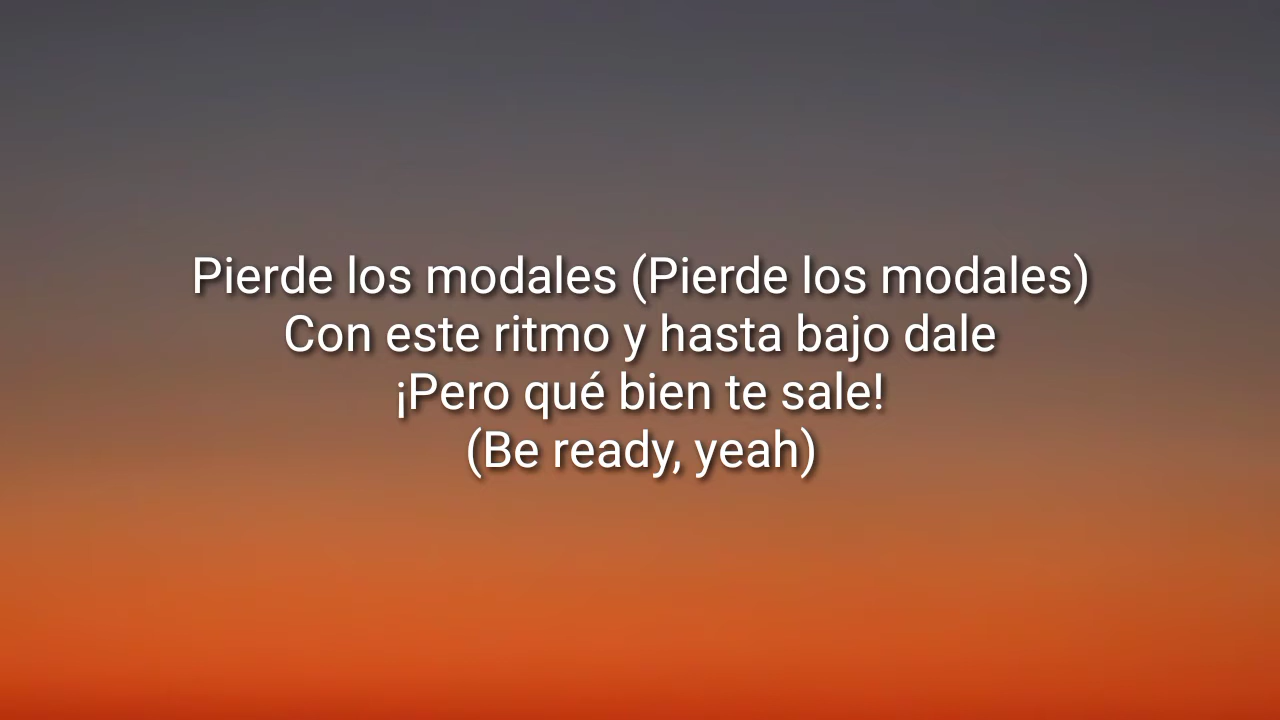 Pierde los modales (Pierde los modales)
Con este ritmo y hasta bajo dale
¡Pero qué bien te sale!
(Be ready, yeah)